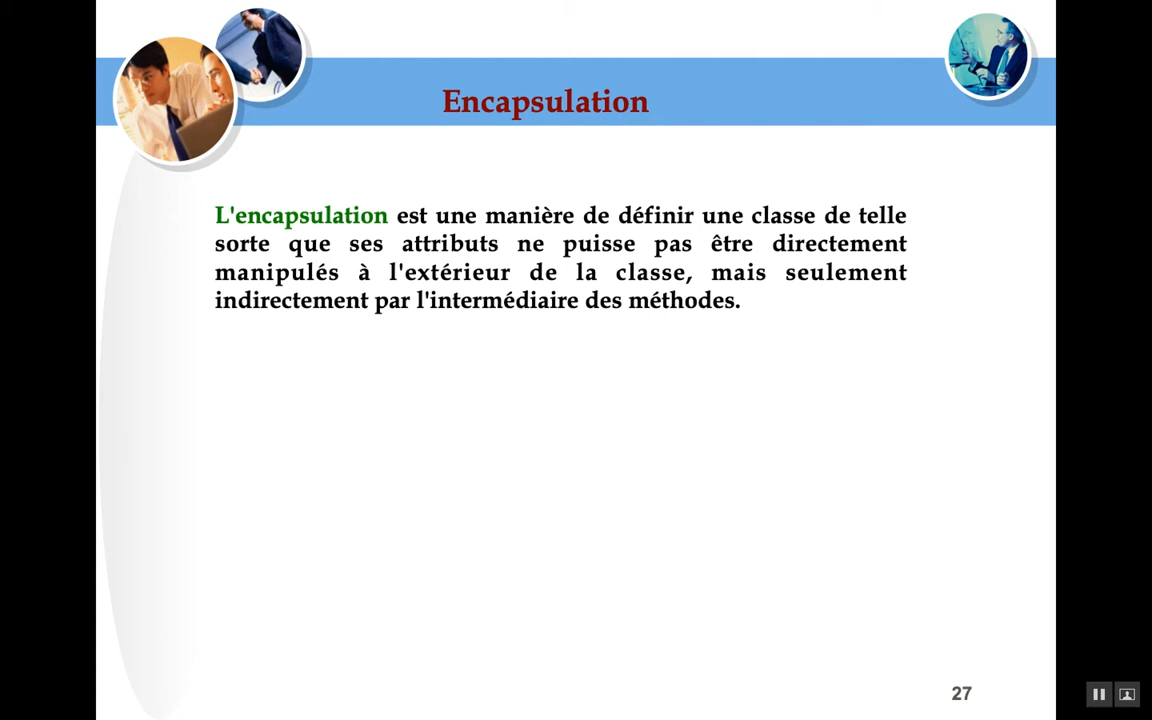 Encapsulation
L'encapsulation est une manière de définir une classe de telle
sorte que ses attributs ne puisse pas être directement
manipulés à l'extérieur de la classe, mais seulement
indirectement par l'intermédiaire des méthodes.
27